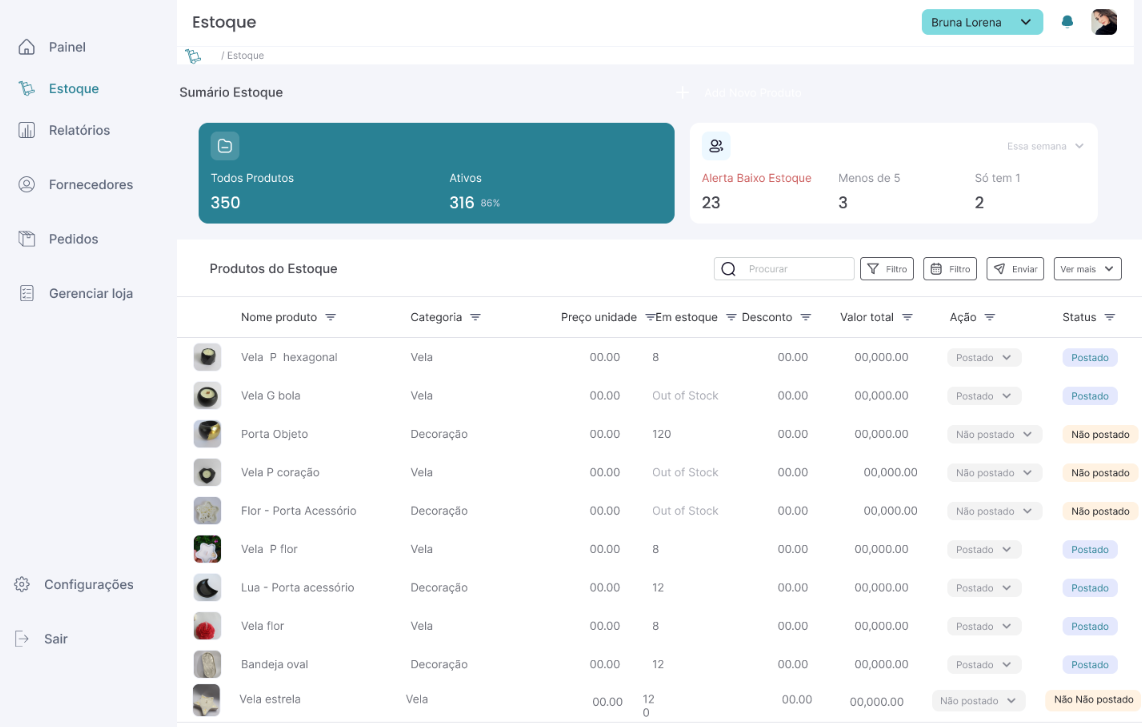 Estoque
Bruna Lorena
/ Estoque
Painel
Estoque
Relatórios
Fornecedores
Pedidos
Gerenciar loja
Configurações
Sair
Sumário Estoque
Add Novo Produto
Todos Produtos
350
Ativos
316 86%
Essa semana
Alerta Baixo Estoque
23
Menos de 5
3
Só tem 1
2
Produtos do Estoque
Procurar
Filtro
Filtro
Enviar
Ver mais
Nome produto Categoria Preço unidade Em estoque Desconto Valor total Ação Status
Vela P hexagonal Vela 00.00 8 00.00 00,000.00 Postado Postado
Vela G bola Vela 00.00 Out of Stock 00.00 00,000.00 Postado Postado
Porta Objeto Decoração 00.00 120 00.00 00,000.00 Não postado Não postado
Vela P coração Vela 00.00 Out of Stock 00.00 00,000.00 Não postado Não postado
Flor - Porta Acessório Decoração 00.00 Out of Stock 00.00 00,000.00 Não postado Não postado
Vela P flor Vela 00.00 8 00.00 00,000.00 Postado Postado
Lua - Porta acessório Decoração 00.00 12 00.00 00,000.00 Postado Postado
Vela flor Vela 00.00 8 00.00 00,000.00 Postado Postado
Bandeja oval Decoração 00.00 12 00.00 00,000.00 Postado Postado
Vela estrela Vela 00.00 12 00.00 00,000.00 Não postado Não Não postado
0